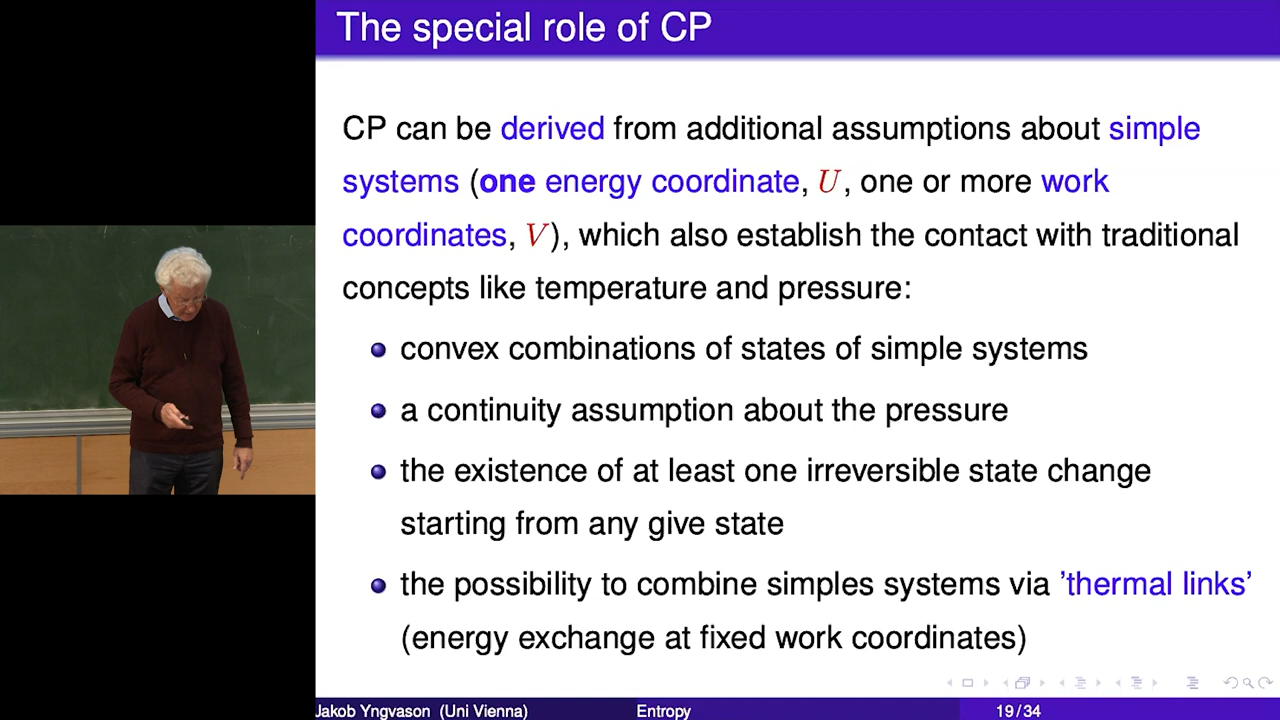 The special role of CP
CP can be derived from additional assumptions about simple
systems (one energy coordinate, U, one or more work
coordinates, V), which also establish the contact with traditional
concepts like temperature and pressure:
convex combinations of states of simple systems
a continuity assumption about the pressure
the existence of at least one irreversible state change
starting from any give state
the possibility to combine simples systems via 'thermal links'
(energy exchange at fixed work coordinates)
Jakob Yngvason (Uni Vienna) Entropy 19/34